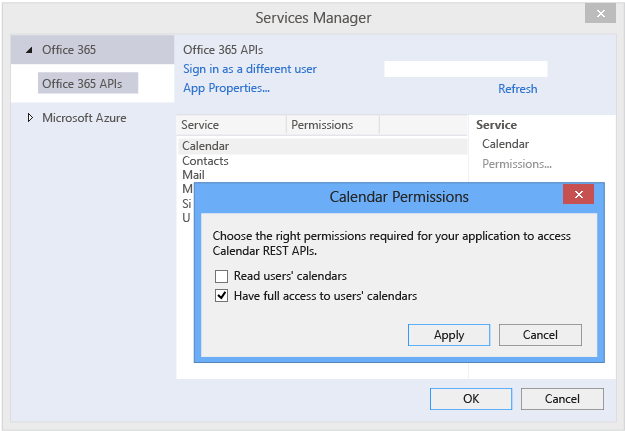 Services Manager
Office 365
Office 365 APIs
Microsoft Azure
Office 365 APIs
Sign in as a different user
App Properties...
Refresh
Service Permissions
Calendar
Contacts
Mail
M
Si
U
Service
Calendar
Permissions...
Calendar Permissions
Choose the right permissions required for your application to access
Calendar REST APIs.
Read users' calendars
Have full access to users' calendars
Apply Cancel
OK Cancel